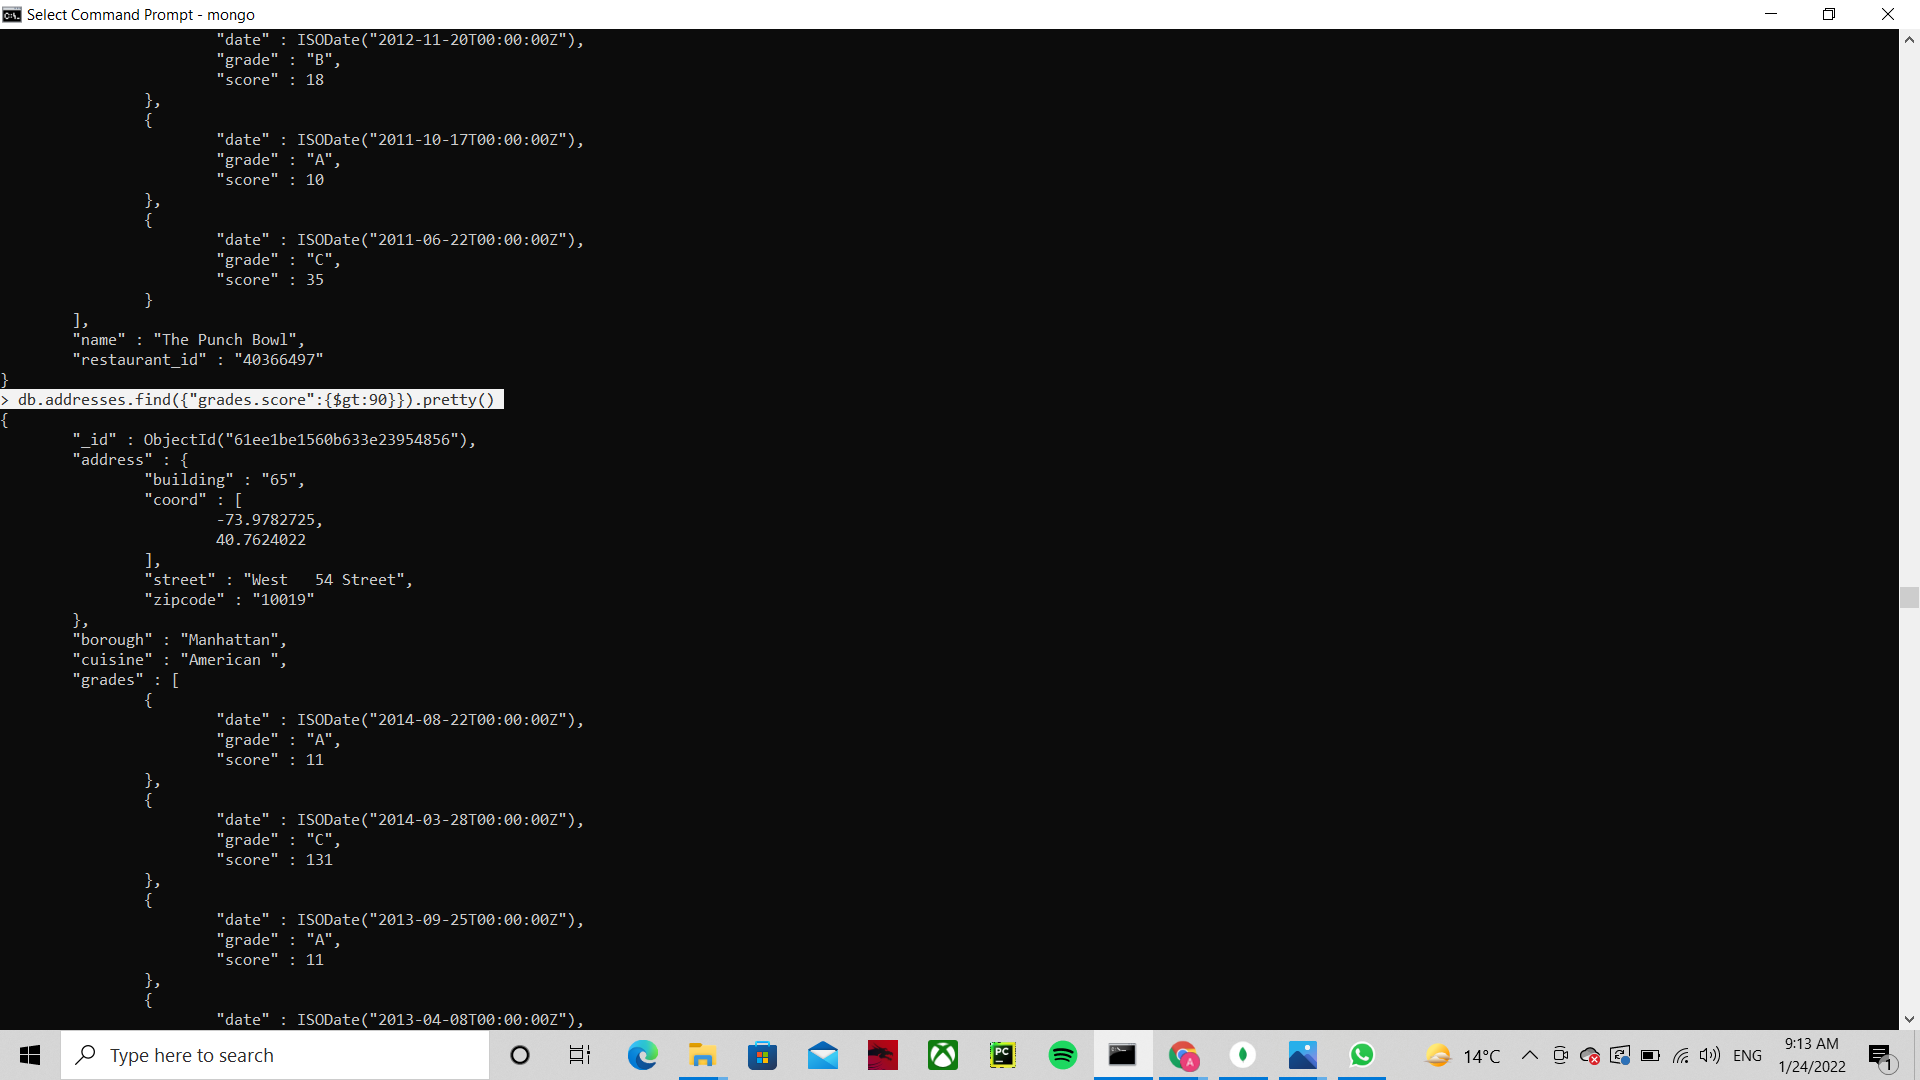 Select Command Prompt - mongo
"date" : ISODate("2012-11-20T00:00:00Z"),
"grade" : "B",
"score" : 18
},
{
"date" : ISODate("2011-10-17T00:00:00Z"),
"grade" : "A",
"score" : 10
},
{
"date" : ISODate("2011-06-22T00:00:00Z"),
"grade" : "C",
"score" : 35
}
],
"name" : "The Punch Bowl",
"restaurant_id" : "40366497"
}
> db.addresses.find({"grades.score":{$gt:90}}).pretty()
{
"_id" : ObjectId("61ee1be1560b633e23954856"),
"address" : {
"building" : "65",
"coord" : [
-73.9782725,
40.7624022
],
"street" : "West   54 Street",
"zipcode" : "10019"
},
"borough" : "Manhattan",
"cuisine" : "American ",
"grades" : [
{
"date" : ISODate("2014-08-22T00:00:00Z"),
"grade" : "A",
"score" : 11
},
{
"date" : ISODate("2014-03-28T00:00:00Z"),
"grade" : "C",
"score" : 131
},
{
"date" : ISODate("2013-09-25T00:00:00Z"),
"grade" : "A",
"score" : 11
},
{
"date" : ISODate("2013-04-08T00:00:00Z"),
Type here to search
PC
A
14°C
ENG
9:13 AM
1/24/2022
1